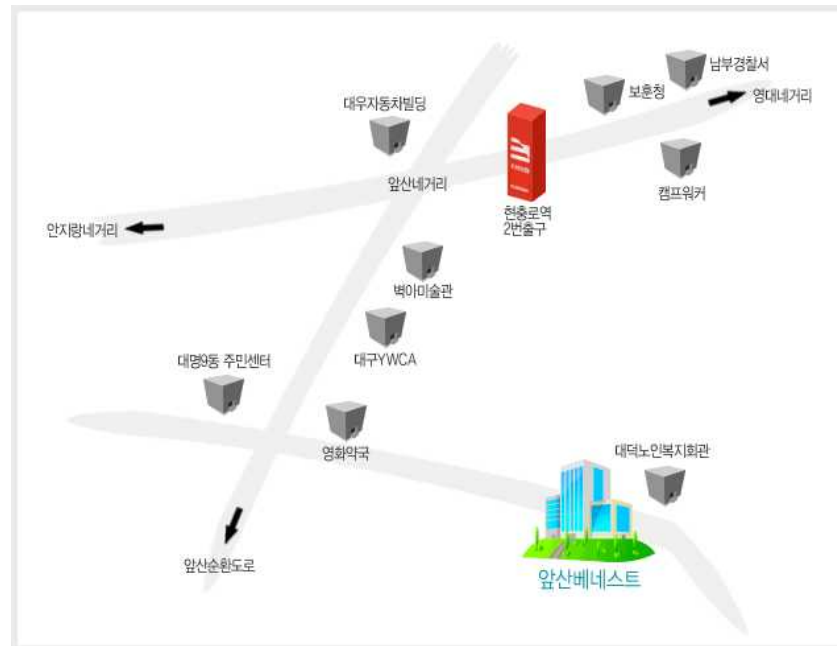 남부경찰서
보훈청
영대네거리
대우자동차빌딩
앞산네거리
캠프워커
현충로역
2번출구
안지랑네거리
벽아미술관
대구YWCA
대명9동 주민센터
영화약국
대덕노인복지회관
앞산순환도로
앞산베네스트